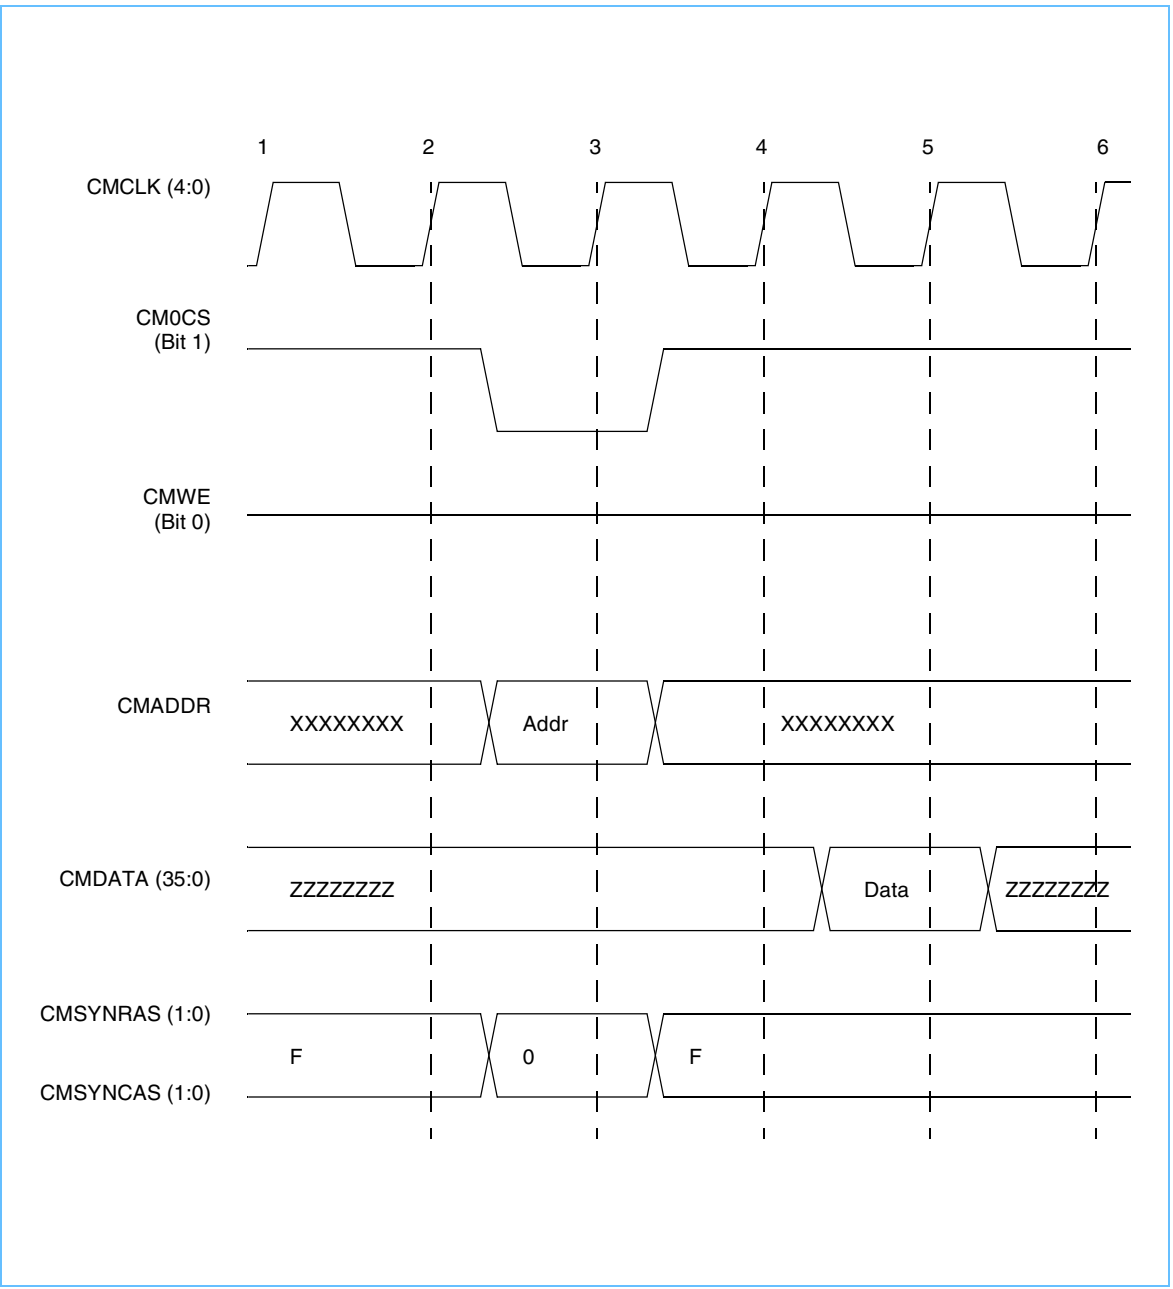 1 2 3 4 5 6
CMCLK (4:0)
CM0CS
(Bit 1)
CMWE
(Bit 0)
CMADDR
XXXXXXXX Addr XXXXXXXX
CMDATA (35:0)
ZZZZZZZZ Data ZZZZZZZZ
CMSYNRAS (1:0)
F 0 F
CMSYNCAS (1:0)